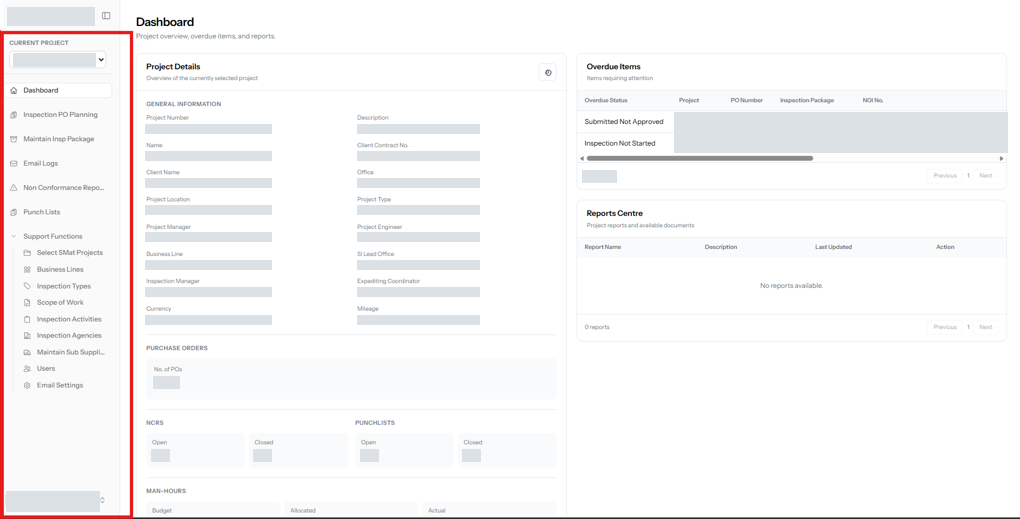 CURRENT PROJECT
Dashboard
Inspection PO Planning
Maintain Insp Package
Email Logs
Non Conformance Repo...
Punch Lists
Support Functions
Select SMat Projects
Business Lines
Inspection Types
Scope of Work
Inspection Activities
Inspection Agencies
Maintain Sub Suppli...
Users
Email Settings
Dashboard
Project overview, overdue items, and reports.
Project Details
Overview of the currently selected project
GENERAL INFORMATION
Project Number Description
Name Client Contract No.
Client Name Office
Project Location Project Type
Project Manager Project Engineer
Business Line SI Lead Office
Inspection Manager Expediting Coordinator
Currency Mileage
PURCHASE ORDERS
No. of POs
NCRS PUNCHLISTS
Open Closed Open Closed
MAN-HOURS
Budget Allocated Actual
Overdue Items
Items requiring attention
Overdue Status Project PO Number Inspection Package NOI No.
Submitted Not Approved
Inspection Not Started
Previous 1 Next
Reports Centre
Project reports and available documents
Report Name Description Last Updated Action
No reports available.
0 reports Previous 1 Next